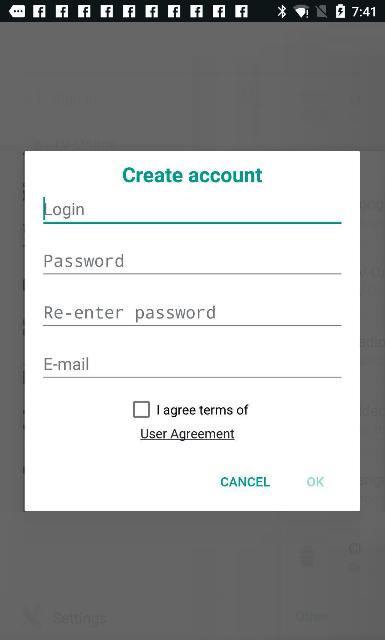 7:41
Create account
Login
Password
Re-enter password
E-mail
I agree terms of
User Agreement
CANCEL
OK
Settings
Other